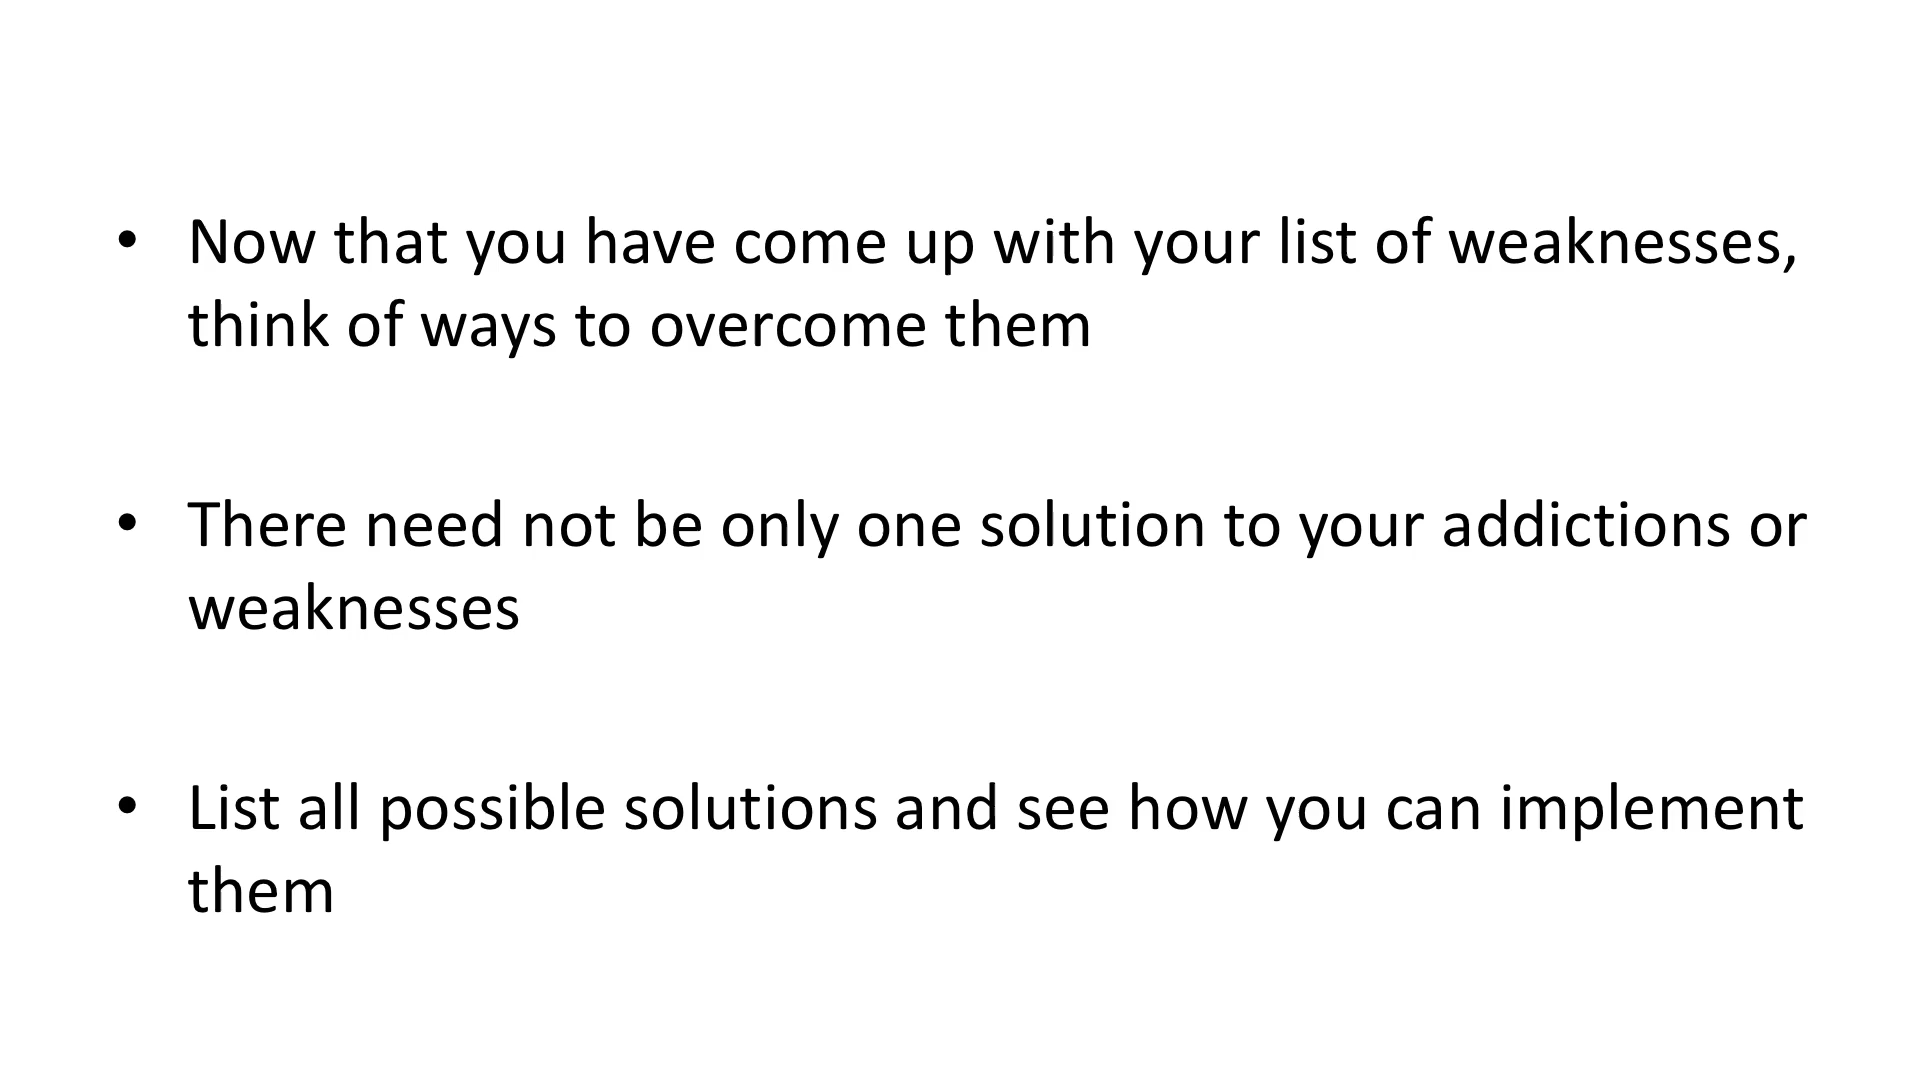 • Now that you have come up with your list of weaknesses,
think of ways to overcome them
• There need not be only one solution to your addictions or
weaknesses
• List all possible solutions and see how you can implement
them